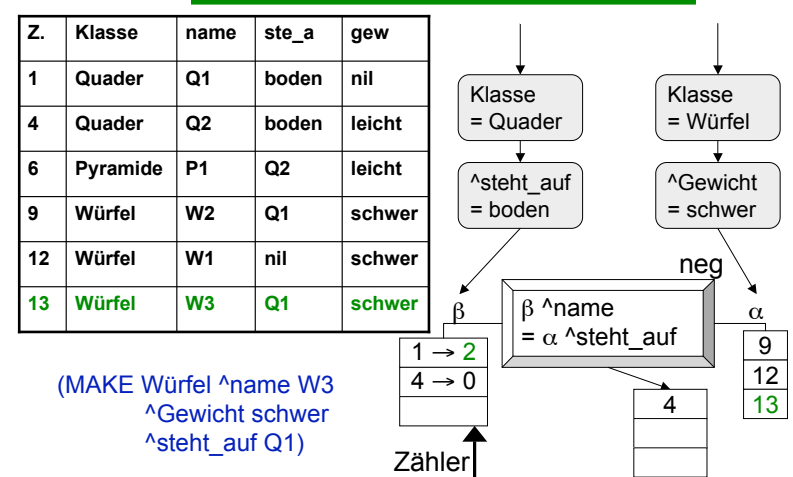 Z. Klasse name ste_a gew
1 Quader Q1 boden nil
4 Quader Q2 boden leicht
6 Pyramide P1 Q2 leicht
9 Würfel W2 Q1 schwer
12 Würfel W1 nil schwer
13 Würfel W3 Q1 schwer
(MAKE Würfel ^name W3
^Gewicht schwer
^steht_auf Q1)
Klasse
= Quader
^steht_auf
= boden
Klasse
= Würfel
^Gewicht
= schwer
neg
β
β ^name
= α ^steht_auf
α
1 → 2
4 → 0
Zähler
4
9
12
13